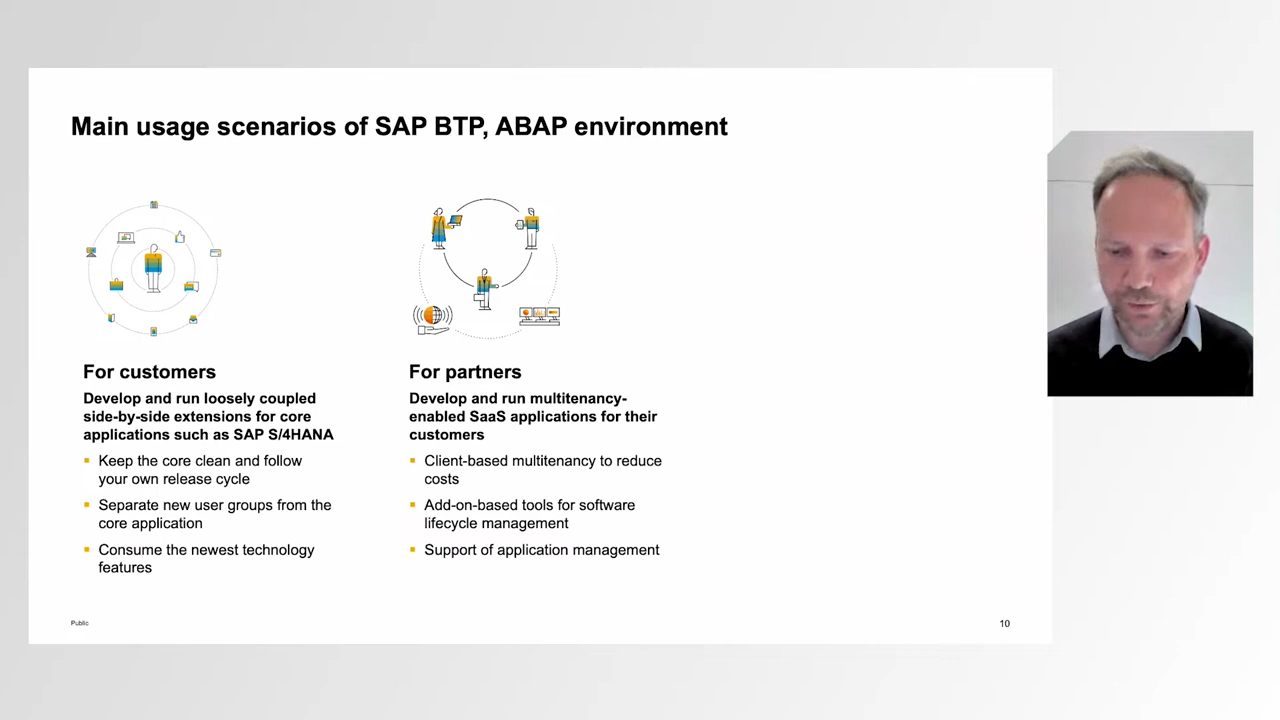 Main usage scenarios of SAP BTP, ABAP environment
For customers
Develop and run loosely coupled
side-by-side extensions for core
applications such as SAP S/4HANA
Keep the core clean and follow
your own release cycle
Separate new user groups from the
core application
Consume the newest technology
features
For partners
Develop and run multitenancy-
enabled SaaS applications for their
customers
Client-based multitenancy to reduce
costs
Add-on-based tools for software
lifecycle management
Support of application management
Public
10